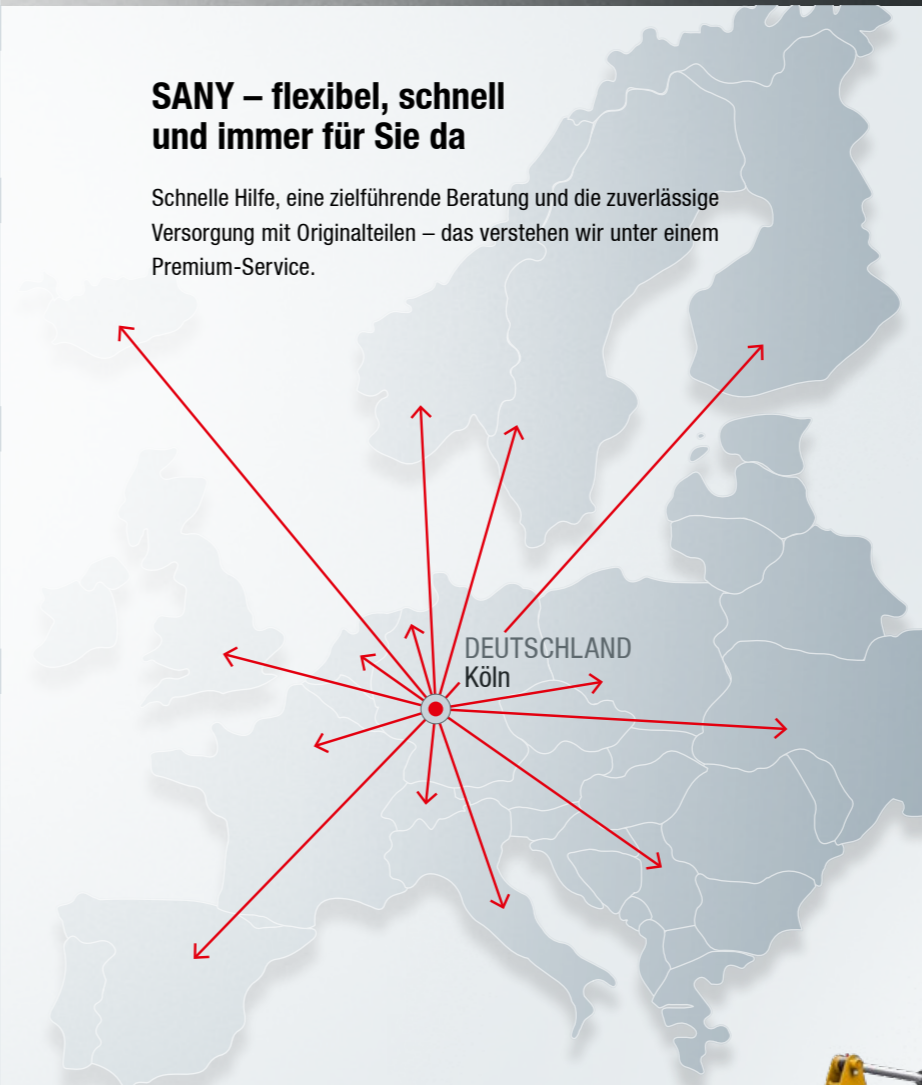 SANY – flexibel, schnell
und immer für Sie da
Schnelle Hilfe, eine zielführende Beratung und die zuverlässige
Versorgung mit Originalteilen – das verstehen wir unter einem
Premium-Service.
DEUTSCHLAND
Köln